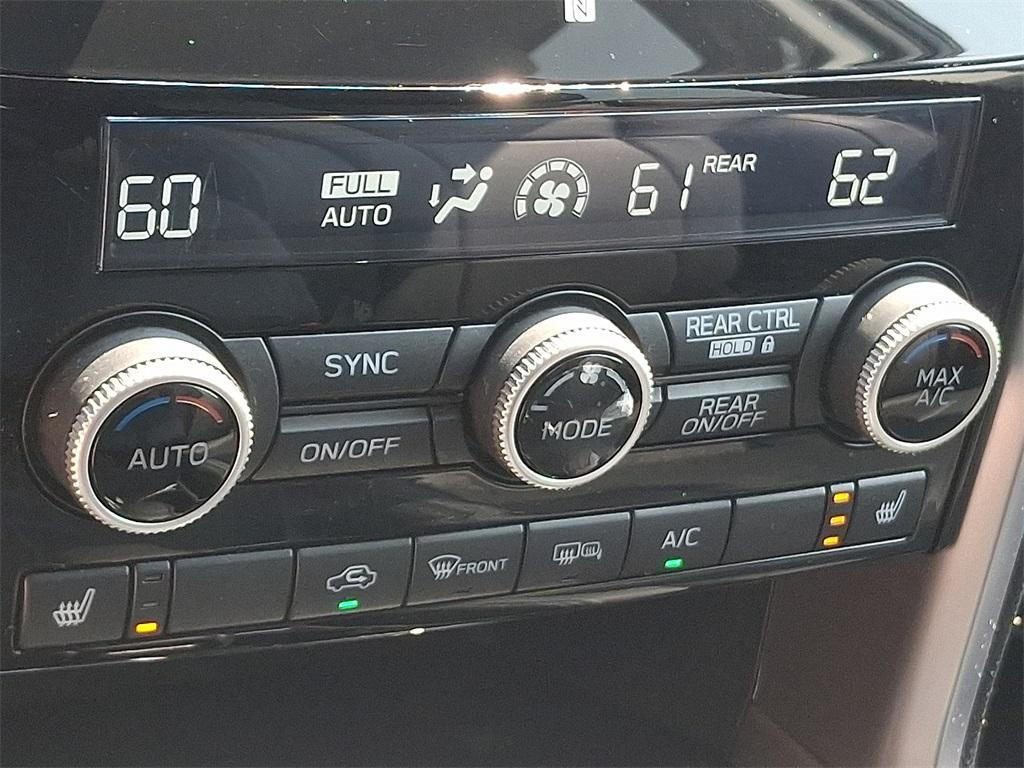 60
FULL
AUTO
61
REAR
62
SYNC
REAR CTRL
HOLD
AUTO
ON/OFF
MODE
REAR
ON/OFF
MAX
A/C
FRONT
A/C